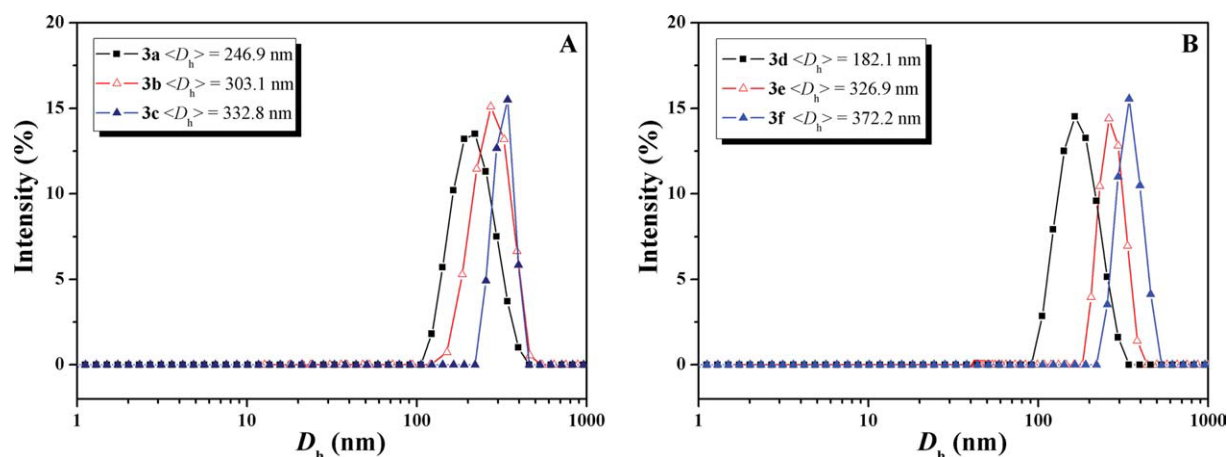 A
3a <Dh> = 246.9 nm
3b <Dh> = 303.1 nm
3c <Dh> = 332.8 nm
Intensity (%)
20
15
10
5
0
1 10 100 1000
Dh (nm)
B
3d <Dh> = 182.1 nm
3e <Dh> = 326.9 nm
3f <Dh> = 372.2 nm
Intensity (%)
20
15
10
5
0
1 10 100 1000
Dh (nm)